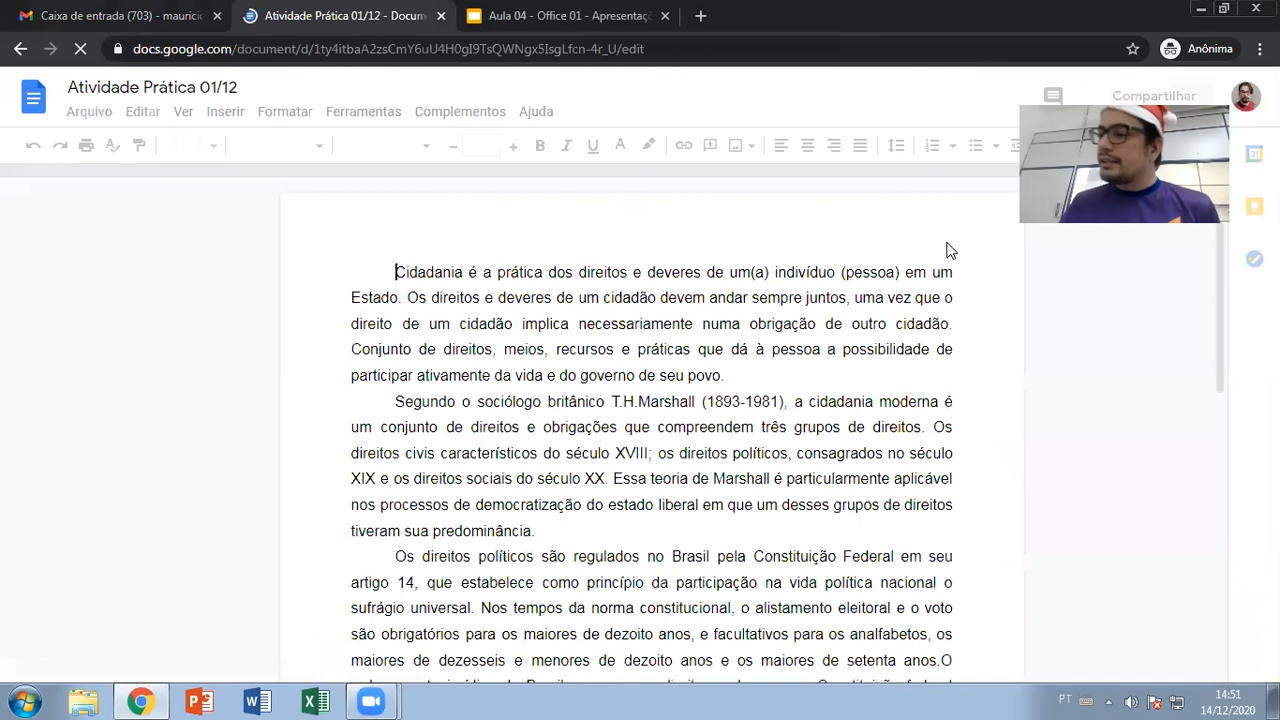 Caixa de entrada (703) - maurici
Atividade Prática 01/12 - Docum
Aula 04 - Office 01 - Apresentaç
docs.google.com/document/d/1ty4itbaA2zsCmY6uU4H0gI9TsQWNgx5IsgLfcn-4r_U/edit
Anônima
Atividade Prática 01/12
Arquivo Editar Ver Inserir Formatar Ferramentas Complementos Ajuda
Compartilhar
Cidadania é a prática dos direitos e deveres de um(a) indivíduo (pessoa) em um
Estado. Os direitos e deveres de um cidadão devem andar sempre juntos, uma vez que o
direito de um cidadão implica necessariamente numa obrigação de outro cidadão.
Conjunto de direitos, meios, recursos e práticas que dá à pessoa a possibilidade de
participar ativamente da vida e do governo de seu povo.
Segundo o sociólogo britânico T.H.Marshall (1893-1981), a cidadania moderna é
um conjunto de direitos e obrigações que compreendem três grupos de direitos. Os
direitos civis característicos do século XVIII; os direitos políticos, consagrados no século
XIX e os direitos sociais do século XX. Essa teoria de Marshall é particularmente aplicável
nos processos de democratização do estado liberal em que um desses grupos de direitos
tiveram sua predominância.
Os direitos políticos são regulados no Brasil pela Constituição Federal em seu
artigo 14, que estabelece como princípio da participação na vida política nacional o
sufrágio universal. Nos tempos da norma constitucional, o alistamento eleitoral e o voto
são obrigatórios para os maiores de dezoito anos, e facultativos para os analfabetos, os
maiores de dezesseis e menores de dezoito anos e os maiores de setenta anos.O
PT
14:51
14/12/2020